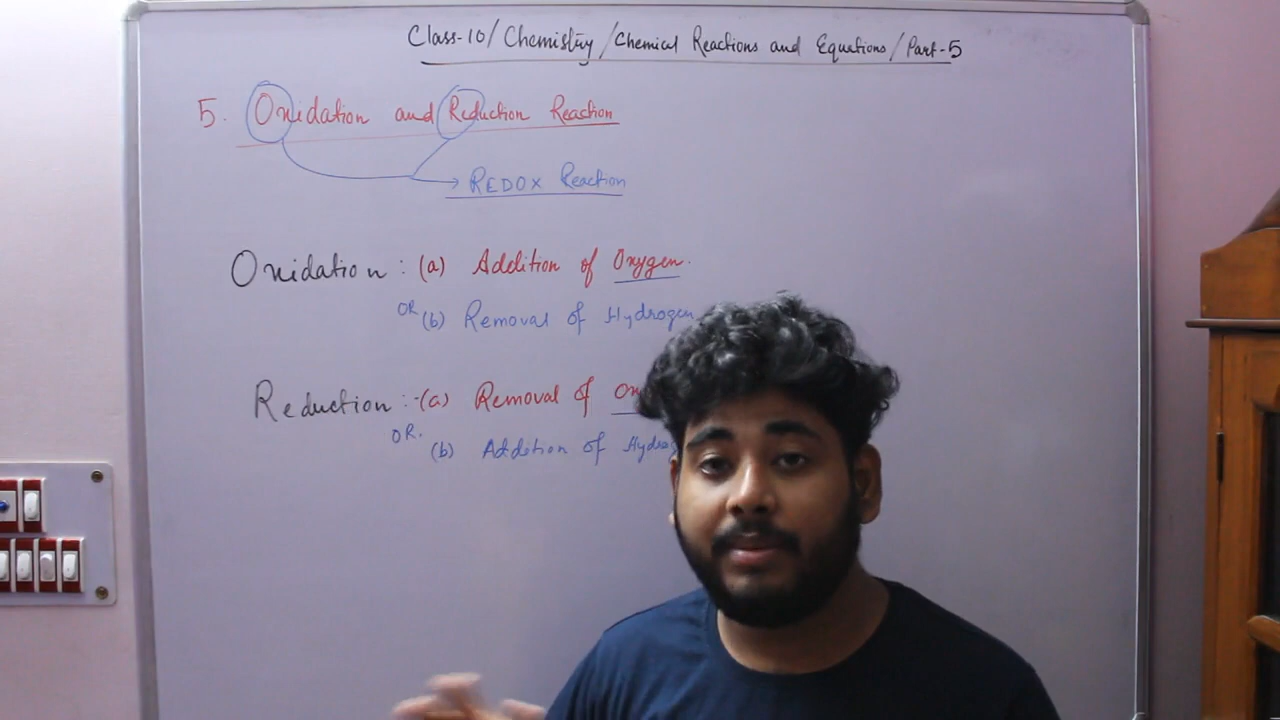 Class-10/Chemistry/Chemical Reactions and Equations/Part-5
5. Oxidation and Reduction Reaction
REDOX Reaction
Oxidation: (a) Addition of Oxygen.
OR (b) Removal of Hydrogen
Reduction:-(a) Removal of
OR. (b) Addition of